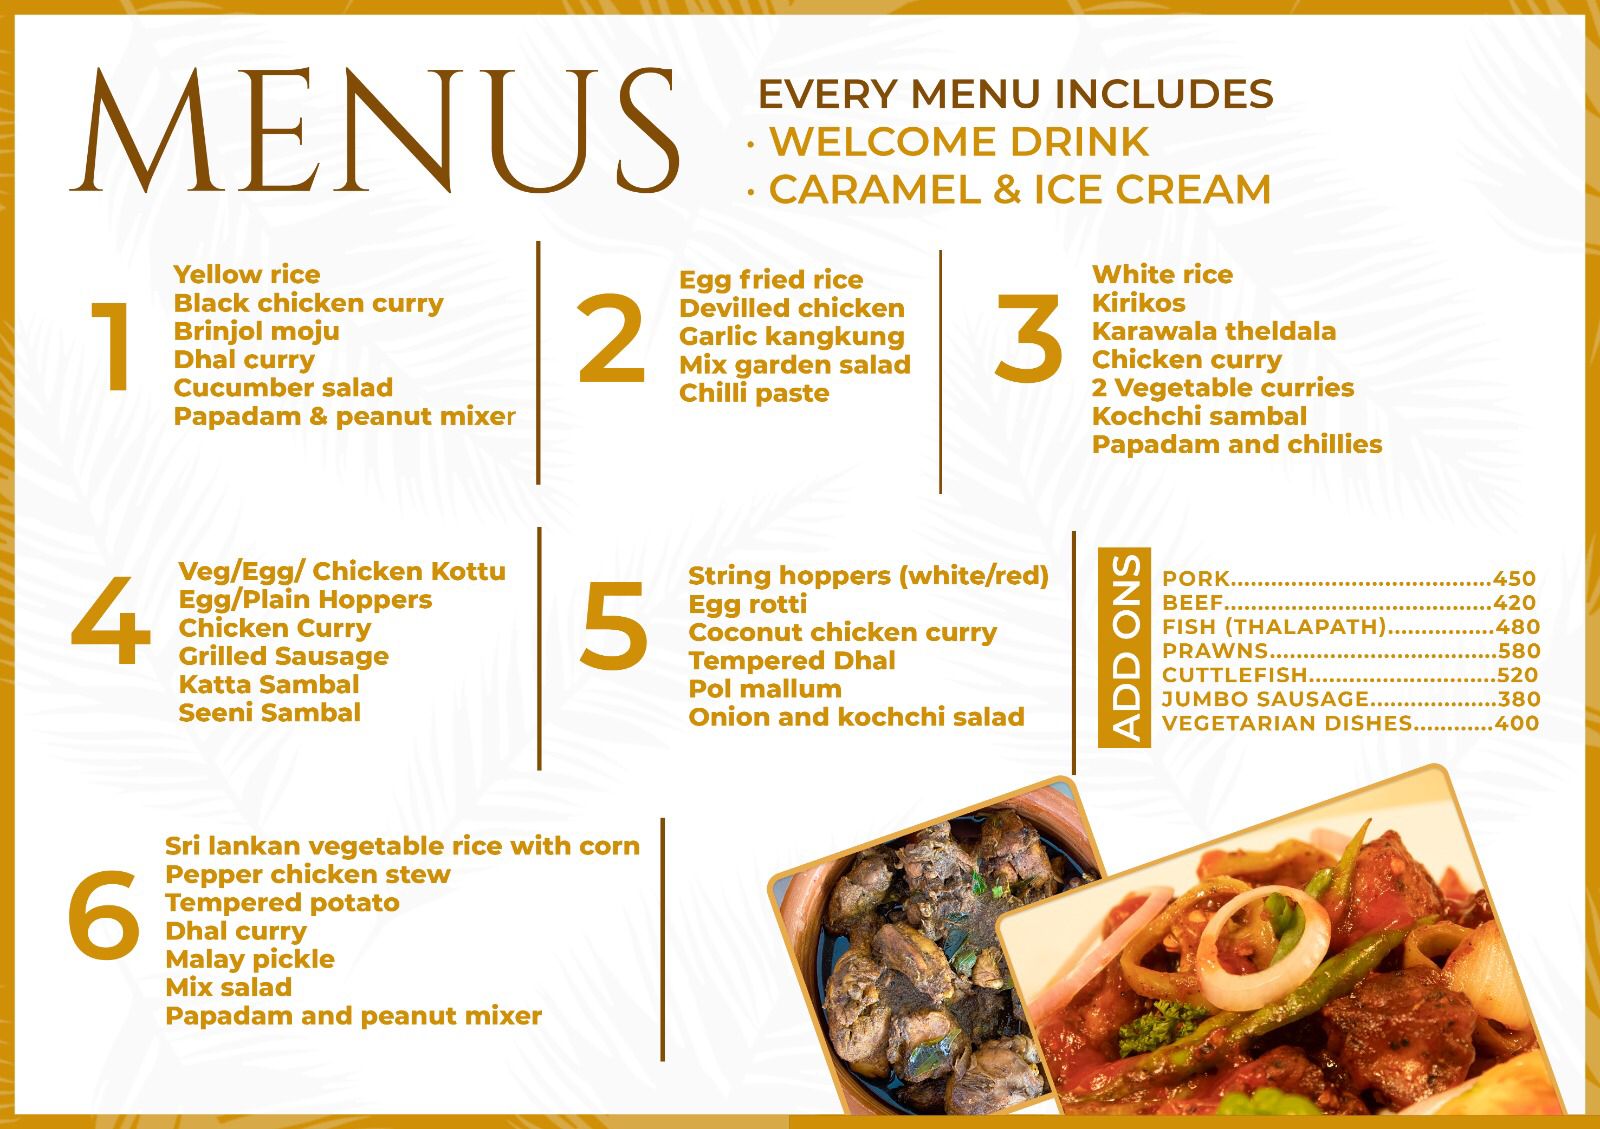 MENUS
EVERY MENU INCLUDES
· WELCOME DRINK
· CARAMEL & ICE CREAM
1
Yellow rice
Black chicken curry
Brinjol moju
Dhal curry
Cucumber salad
Papadam & peanut mixer
2
Egg fried rice
Devilled chicken
Garlic kangkung
Mix garden salad
Chilli paste
3
White rice
Kirikos
Karawala theldala
Chicken curry
2 Vegetable curries
Kochchi sambal
Papadam and chillies
4
Veg/Egg/ Chicken Kottu
Egg/Plain Hoppers
Chicken Curry
Grilled Sausage
Katta Sambal
Seeni Sambal
5
String hoppers (white/red)
Egg rotti
Coconut chicken curry
Tempered Dhal
Pol mallum
Onion and kochchi salad
ADD ONS
PORK.......................................450
BEEF........................................420
FISH (THALAPATH)................480
PRAWNS..................................580
CUTTLEFISH............................520
JUMBO SAUSAGE...................380
VEGETARIAN DISHES............400
6
Sri lankan vegetable rice with corn
Pepper chicken stew
Tempered potato
Dhal curry
Malay pickle
Mix salad
Papadam and peanut mixer